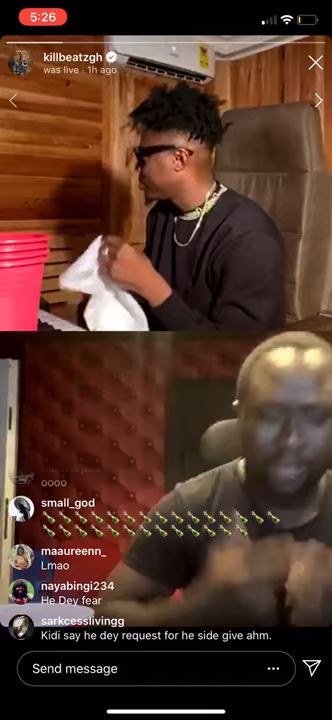 5:26
killbeatzgh
was live · 1h ago
oooo
small_god
maaureenn_
Lmao
nayabingi234
He Dey fear
sarkcesslivingg
Kidi say he dey request for he side give ahm.
Send message